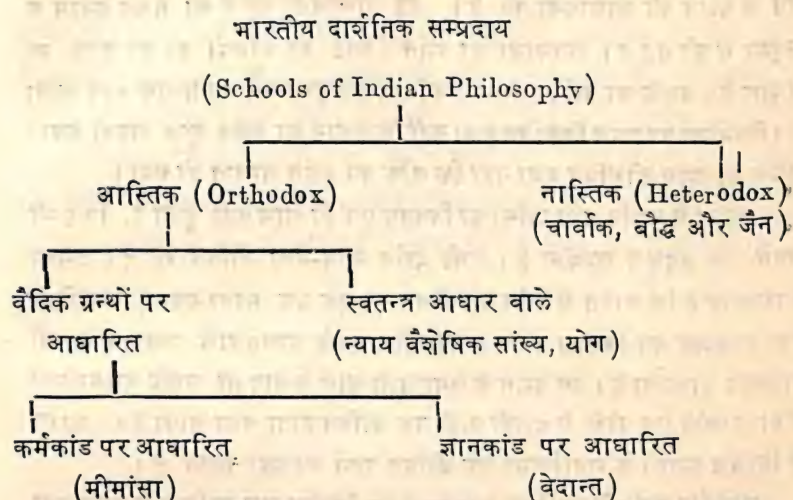 भारतीय दार्शनिक सम्प्रदाय
(Schools of Indian Philosophy)
आस्तिक (Orthodox)
नास्तिक (Heterodox)
(चार्वाक, बौद्ध और जैन)
वैदिक ग्रन्थों पर
आधारित
स्वतन्त्र आधार वाले
(न्याय वैशेषिक सांख्य, योग)
कर्मकांड पर आधारित
(मीमांसा)
ज्ञानकांड पर आधारित
(वेदान्त)